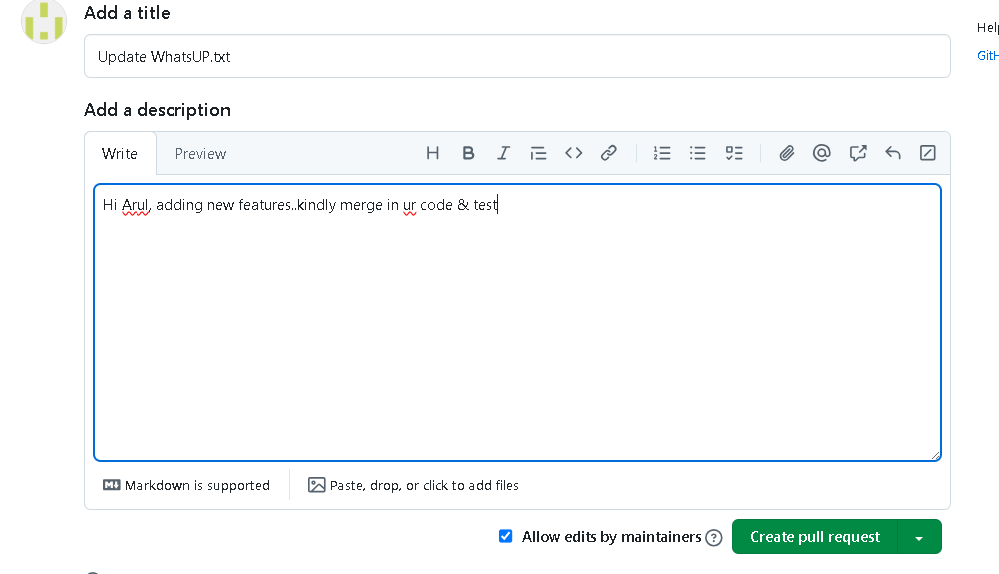 Add a title
Help
Update WhatsUP.txt
GitH
Add a description
Write Preview
Hi Arul, adding new features..kindly merge in ur code & test
Markdown is supported Paste, drop, or click to add files
Allow edits by maintainers Create pull request